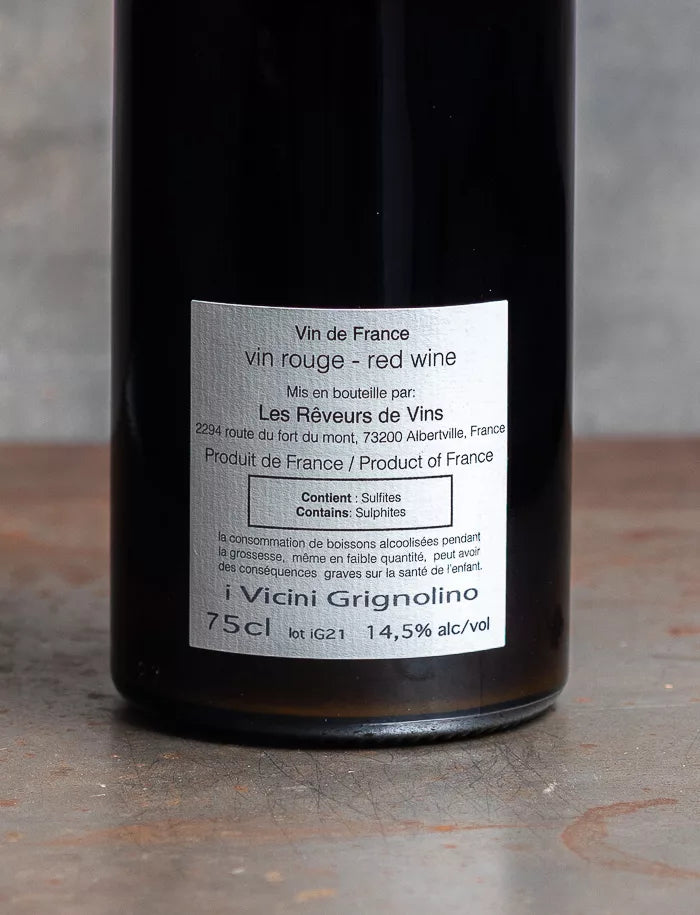 Vin de France
vin rouge - red wine
Mis en bouteille par:
Les Rêveurs de Vins
2294 route du fort du mont, 73200 Albertville, France
Produit de France / Product of France
Contient : Sulfites
Contains: Sulphites
la consommation de boissons alcoolisées pendant
la grossesse, même en faible quantité, peut avoir
des conséquences graves sur la santé de l'enfant.
i Vicini Grignolino
75cl lot iG21 14,5% alc/vol